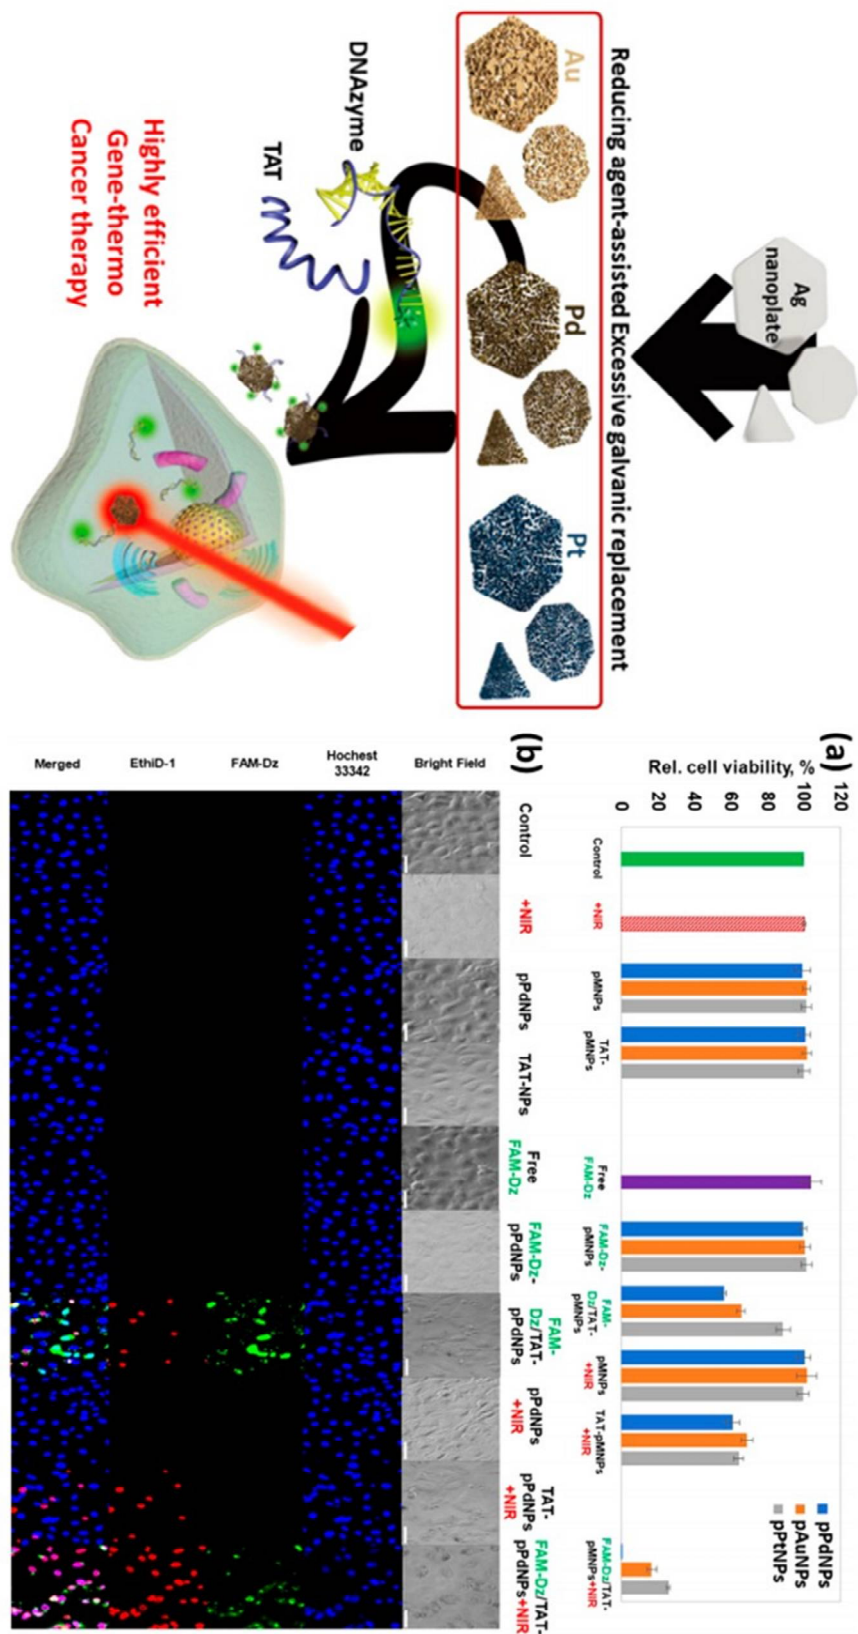 Ag
nanoplate
Reducing agent-assisted Excessive galvanic replacement
Au
Pd
Pt
DNAzyme
TAT
Highly efficient
Gene-thermo
Cancer therapy
(a)
Rel. cell viability, %
120
100
80
60
40
20
0
pPdNPs
pAuNPs
pPtNPs
Control
+NIR
pMNPs
TAT-
pMNPs
Free
FAM-Dz
FAM-Dz-
pMNPs
FAM-
Dz/TAT-
pMNPs
pMNPs
+NIR
TAT-pMNPs
+NIR
FAM-Dz/TAT-
pMNPs+NIR
(b)
Control
+NIR
pPdNPs
TAT-NPs
Free
FAM-Dz
FAM-Dz-
pPdNPs
FAM-
Dz/TAT-
pPdNPs
pPdNPs
+NIR
TAT-
pPdNPs
+NIR
FAM-Dz/TAT-
pPdNPs+NIR
Bright Field
Hochest
33342
FAM-Dz
EthiD-1
Merged